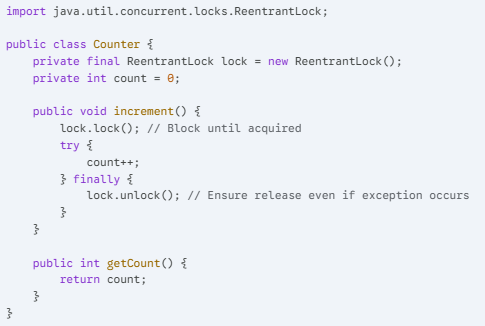 import java.util.concurrent.locks.ReentrantLock;

public class Counter {
    private final ReentrantLock lock = new ReentrantLock();
    private int count = 0;

    public void increment() {
        lock.lock(); // Block until acquired
        try {
            count++;
        } finally {
            lock.unlock(); // Ensure release even if exception occurs
        }
    }

    public int getCount() {
        return count;
    }
}